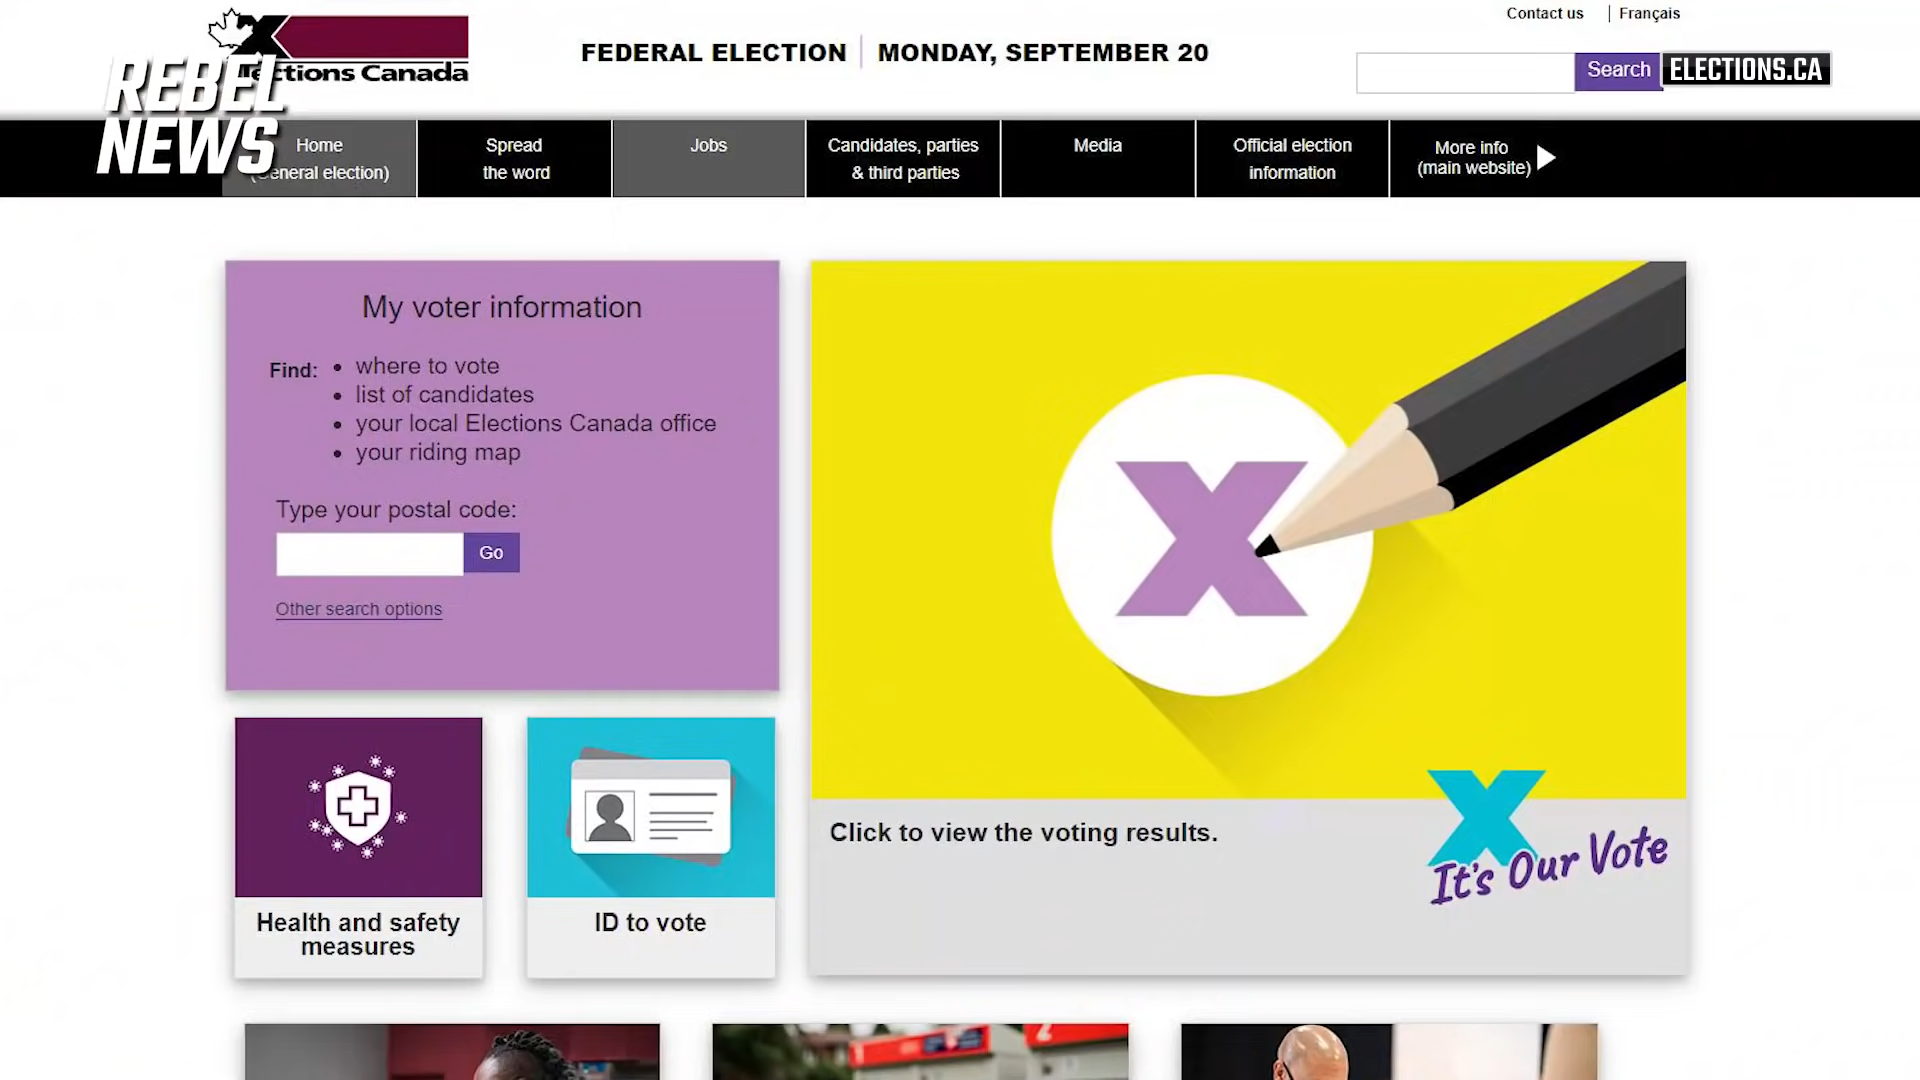 Contact us
Français
FEDERAL ELECTION
MONDAY, SEPTEMBER 20
Search
ELECTIONS.CA
ections Canada
REBEL
NEWS
Home
(General election)
Spread
the word
Jobs
Candidates, parties
& third parties
Media
Official election
information
More info
(main website)
My voter information
Find:
• where to vote
• list of candidates
• your local Elections Canada office
• your riding map
Type your postal code:
Go
Other search options
X
Click to view the voting results.
X
It's Our Vote
Health and safety
measures
ID to vote